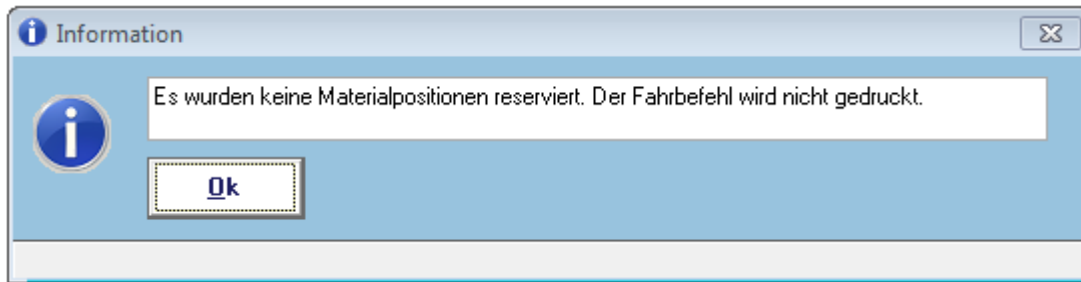 Information
Es wurden keine Materialpositionen reserviert. Der Fahrbefehl wird nicht gedruckt.
Ok